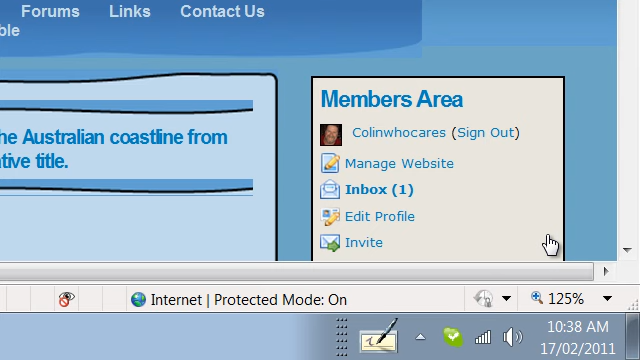 Forums Links Contact Us
ble
Members Area
he Australian coastline from
tive title.
Colinwhocares (Sign Out)
Manage Website
Inbox (1)
Edit Profile
Invite
Internet | Protected Mode: On
125%
10:38 AM
17/02/2011